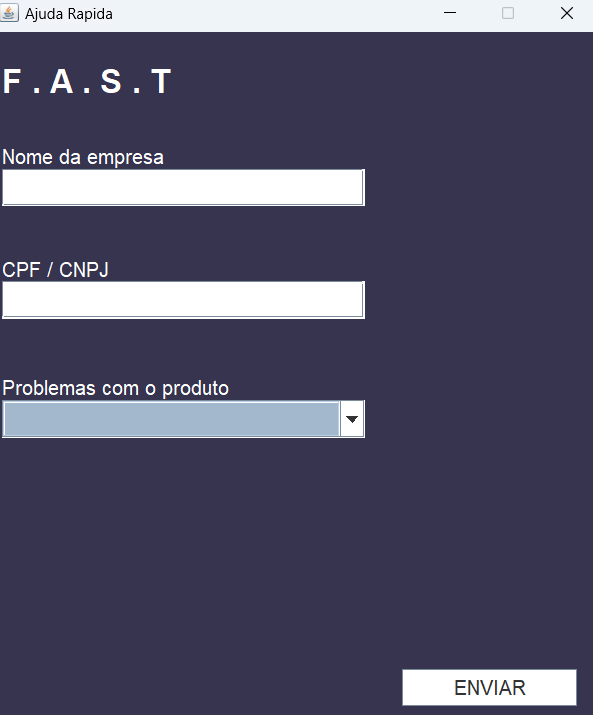 Ajuda Rapida
F . A . S . T
Nome da empresa
CPF / CNPJ
Problemas com o produto
ENVIAR